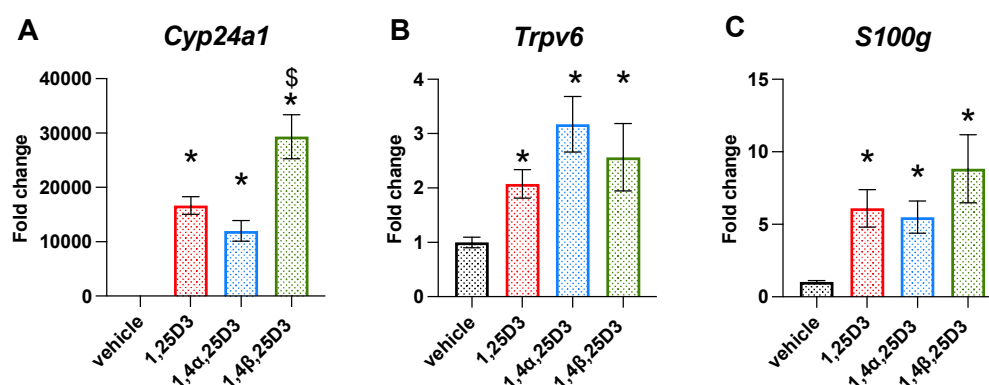 A Cyp24a1
Fold change
40000
30000
20000
10000
0
*
*
$
*
vehicle
1,25D3
1,4α,25D3
1,4β,25D3
B Trpv6
Fold change
4
3
2
1
0
*
*
*
vehicle
1,25D3
1,4α,25D3
1,4β,25D3
C S100g
Fold change
15
10
5
0
*
*
*
vehicle
1,25D3
1,4α,25D3
1,4β,25D3